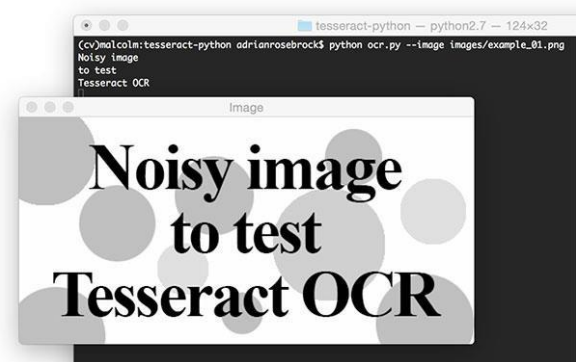 tesseract-python — python2.7 — 124×32
(cv)malcolm:tesseract-python adrianrosebrock$ python ocr.py --image images/example_01.png
Noisy image
to test
Tesseract OCR
Image
Noisy image
to test
Tesseract OCR